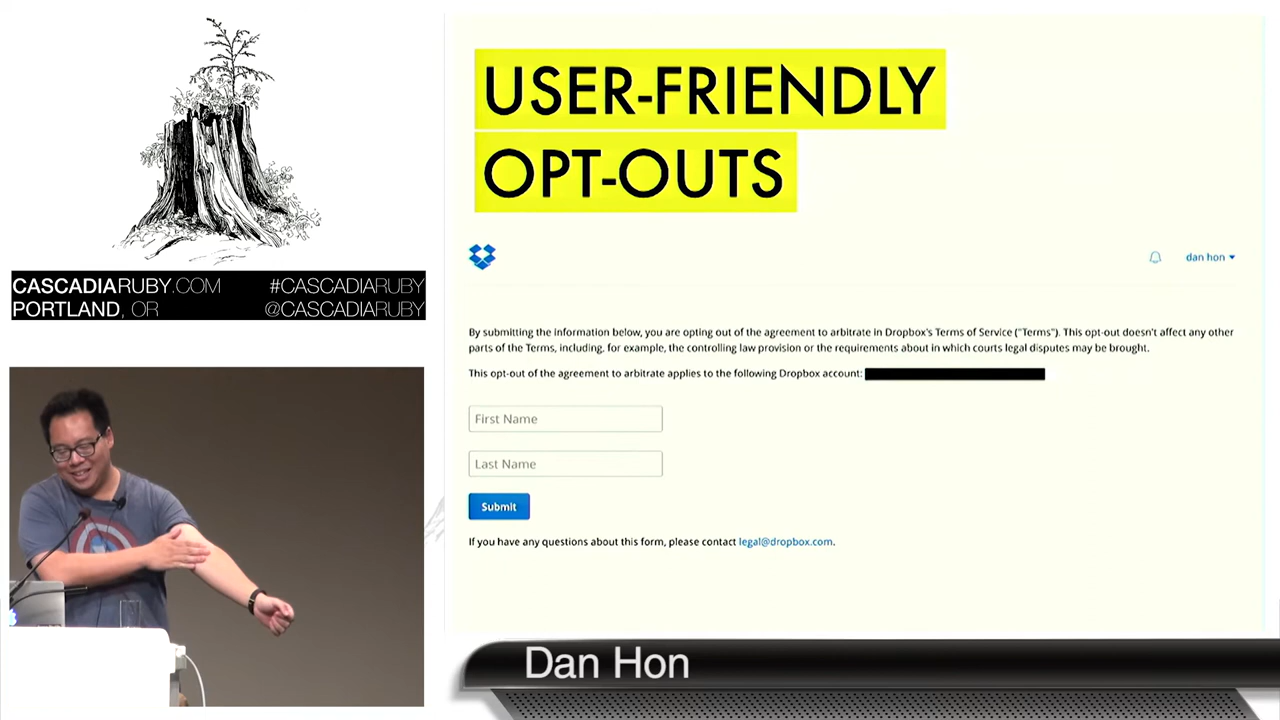 USER-FRIENDLY
OPT-OUTS
dan hon
CASCADIARUBY.COM #CASCADIARUBY
PORTLAND, OR @CASCADIARUBY
By submitting the information below, you are opting out of the agreement to arbitrate in Dropbox's Terms of Service ("Terms"). This opt-out doesn't affect any other
parts of the Terms, including, for example, the controlling law provision or the requirements about in which courts legal disputes may be brought.
This opt-out of the agreement to arbitrate applies to the following Dropbox account:
First Name
Last Name
Submit
If you have any questions about this form, please contact legal@dropbox.com.
Dan Hon